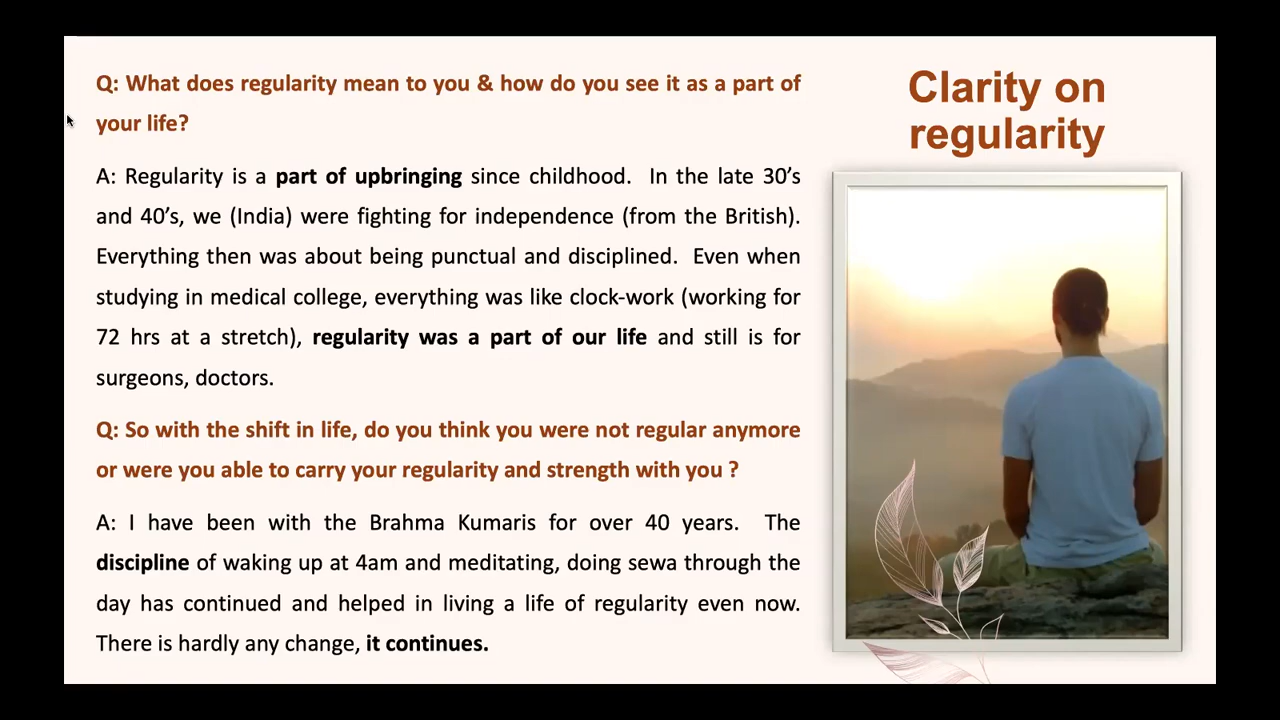 Clarity on
regularity
Q: What does regularity mean to you & how do you see it as a part of
your life?
A: Regularity is a part of upbringing since childhood.  In the late 30’s
and 40’s, we (India) were fighting for independence (from the British).
Everything then was about being punctual and disciplined.  Even when
studying in medical college, everything was like clock-work (working for
72 hrs at a stretch), regularity was a part of our life and still is for
surgeons, doctors.
Q: So with the shift in life, do you think you were not regular anymore
or were you able to carry your regularity and strength with you ?
A: I have been with the Brahma Kumaris for over 40 years.  The
discipline of waking up at 4am and meditating, doing sewa through the
day has continued and helped in living a life of regularity even now.
There is hardly any change, it continues.